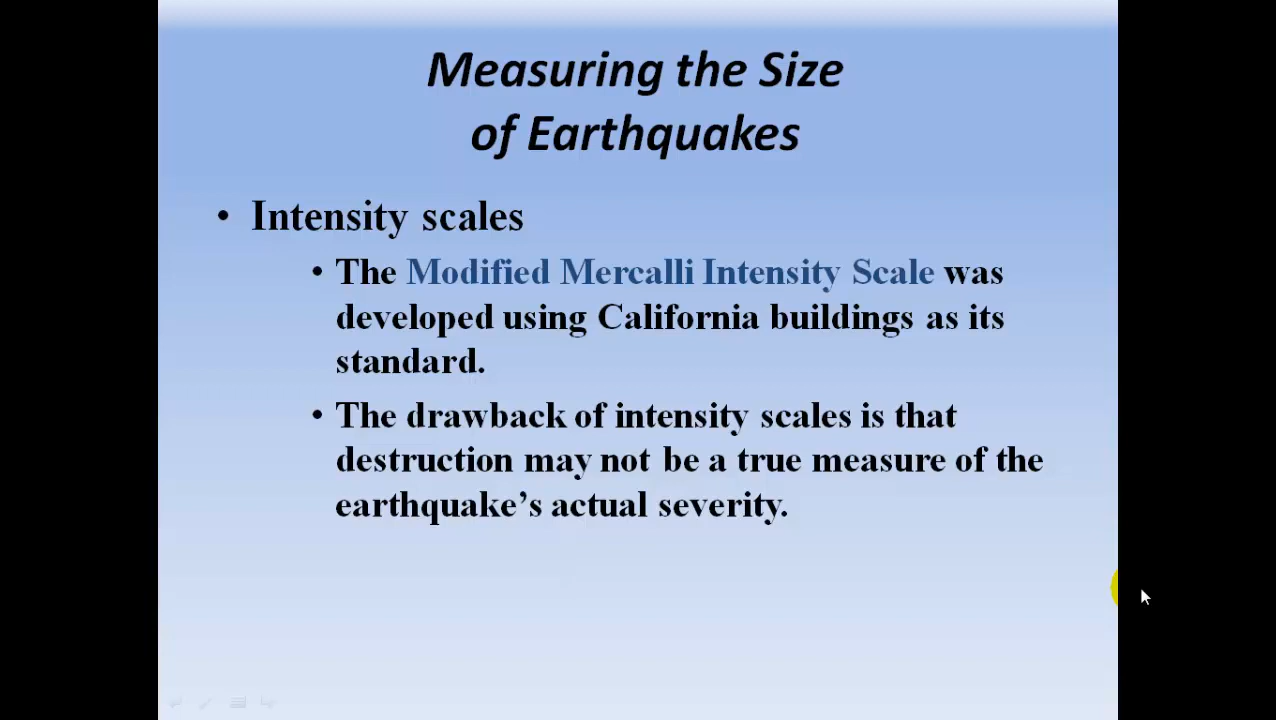 Measuring the Size
of Earthquakes
• Intensity scales
• The Modified Mercalli Intensity Scale was
developed using California buildings as its
standard.
• The drawback of intensity scales is that
destruction may not be a true measure of the
earthquake’s actual severity.